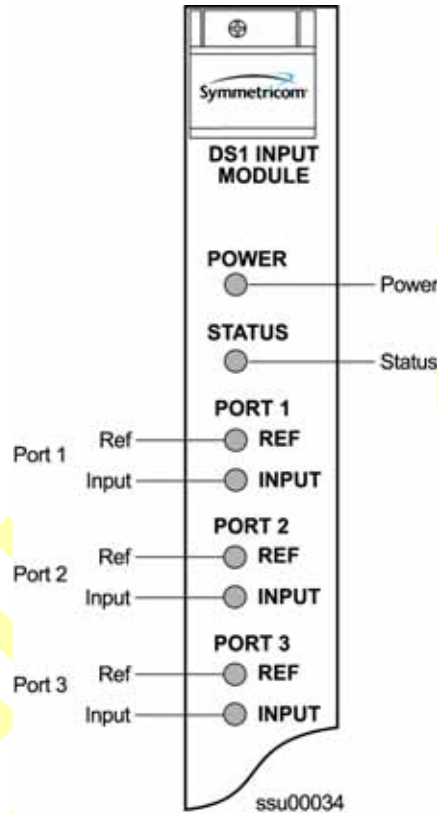 Symmetricom
DS1 INPUT
MODULE
POWER
Power
STATUS
Status
PORT 1
Port 1
Ref
REF
Input
INPUT
PORT 2
Port 2
Ref
REF
Input
INPUT
PORT 3
Port 3
Ref
REF
Input
INPUT
ssu00034